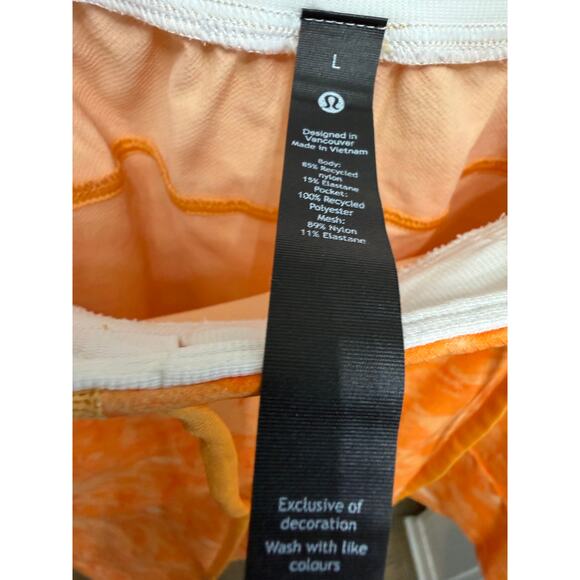 L
Designed in
Vancouver
Made in Vietnam
Body:
85% Recycled
nylon
15% Elastane
Pocket:
100% Recycled
Polyester
Mesh:
89% Nylon
11% Elastane
Exclusive of
decoration
Wash with like
colours